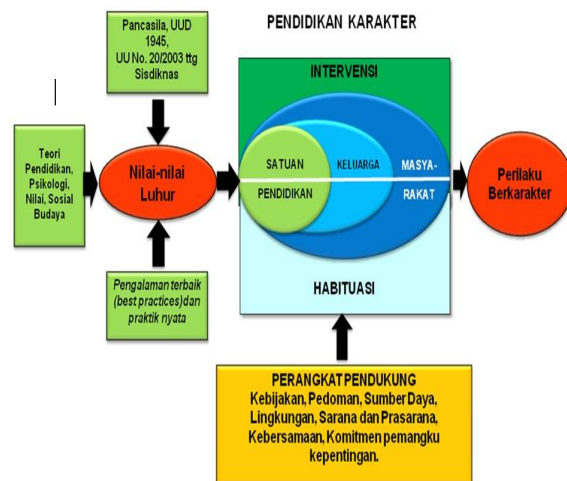 PENDIDIKAN KARAKTER
Pancasila, UUD
1945,
UU No. 20/2003 ttg
Sisdiknas
Teori
Pendidikan,
Psikologi,
Nilai, Sosial
Budaya
Nilai-nilai
Luhur
Pengalaman terbaik
(best practices)dan
praktik nyata
INTERVENSI
SATUAN
PENDIDIKAN
KELUARGA
MASYA-
RAKAT
HABITUASI
Perilaku
Berkarakter
PERANGKAT PENDUKUNG
Kebijakan, Pedoman, Sumber Daya,
Lingkungan, Sarana dan Prasarana,
Kebersamaan, Komitmen pemangku
kepentingan.